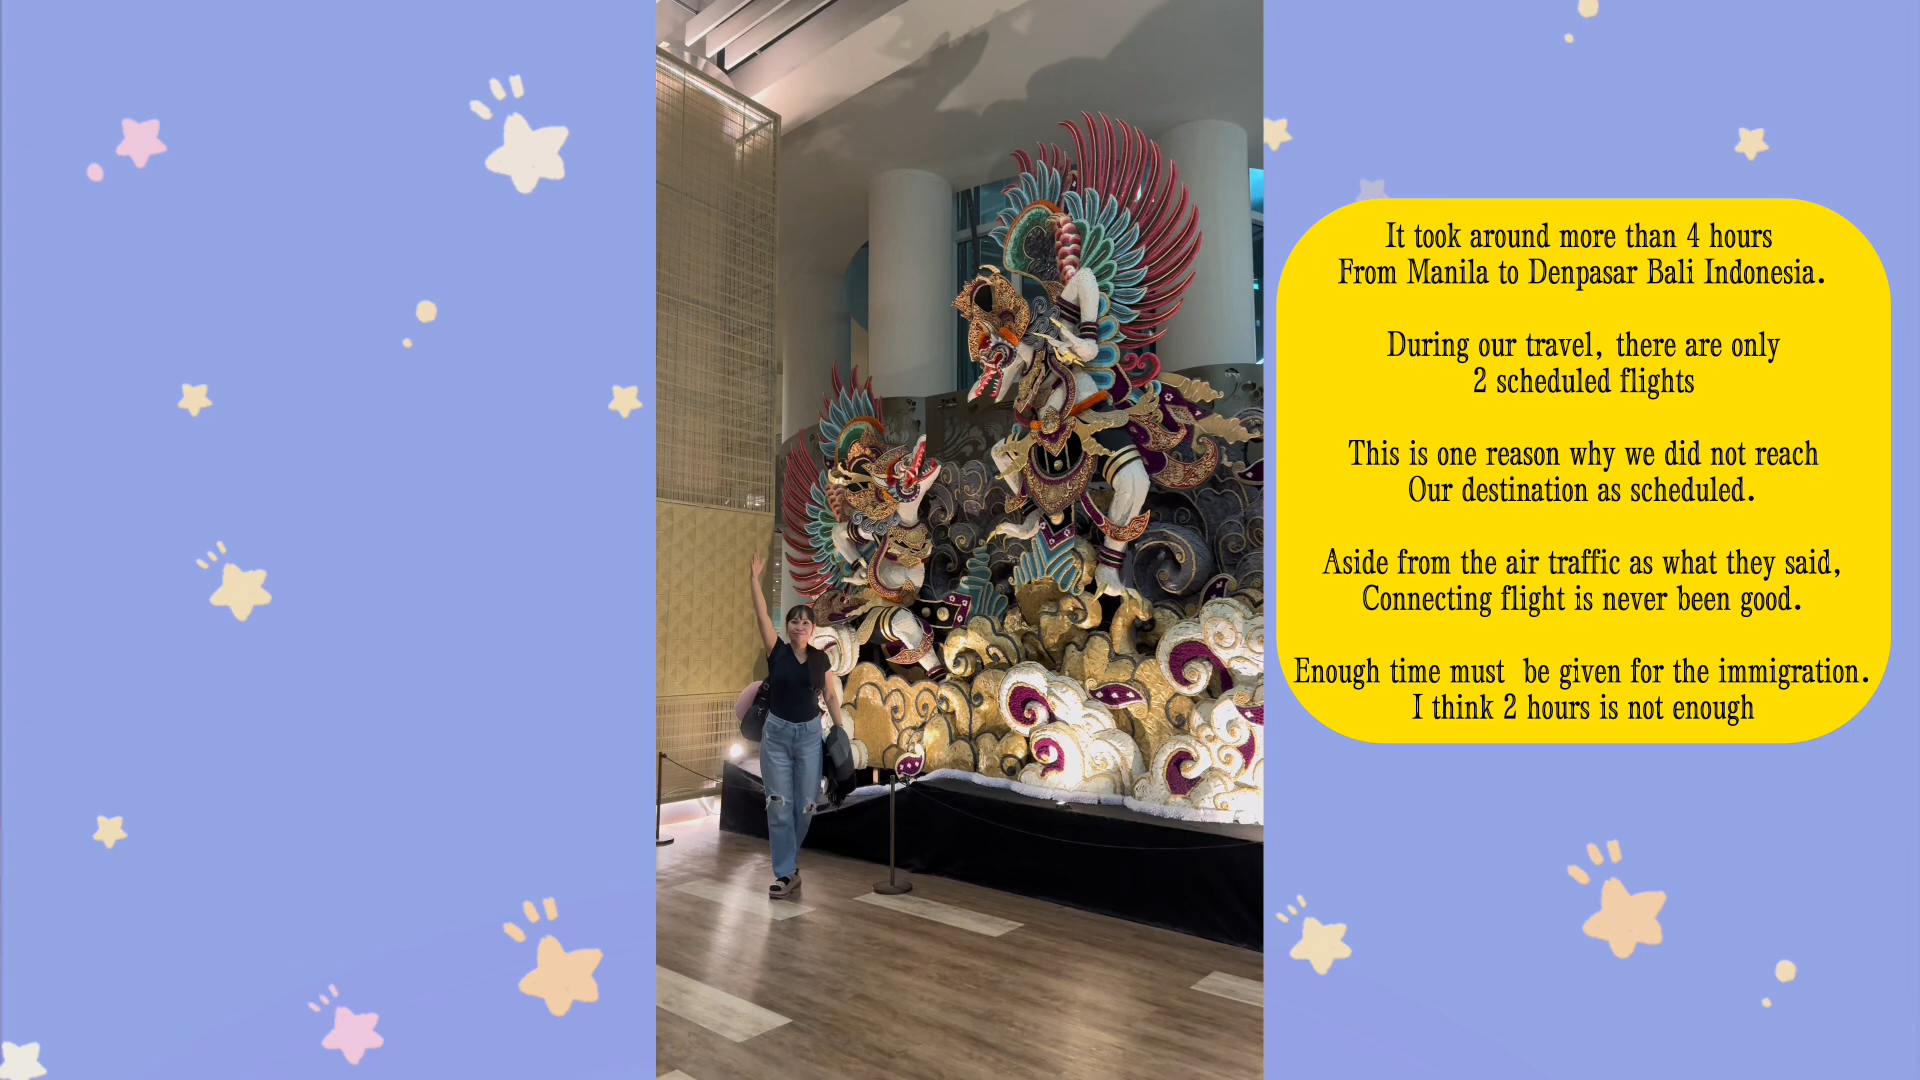 It took around more than 4 hours
From Manila to Denpasar Bali Indonesia.
During our travel, there are only
2 scheduled flights
This is one reason why we did not reach
Our destination as scheduled.
Aside from the air traffic as what they said,
Connecting flight is never been good.
Enough time must  be given for the immigration.
I think 2 hours is not enough